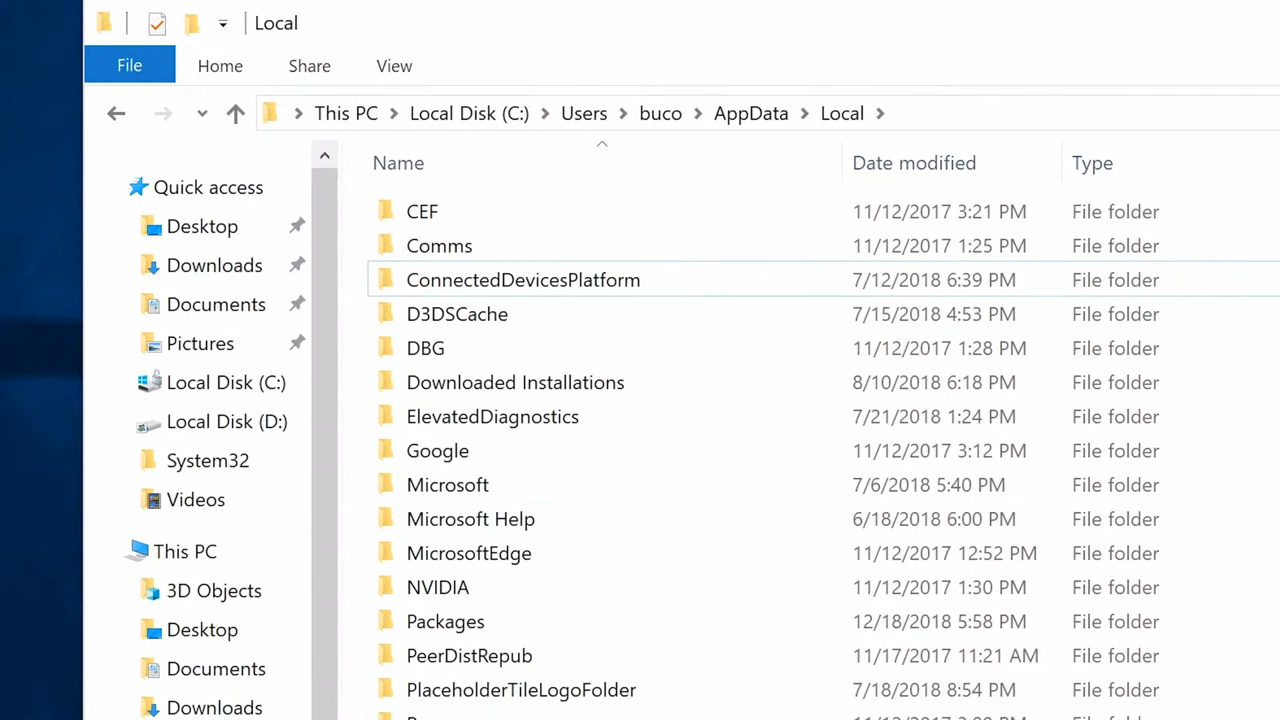 Local
File Home Share View
This PC Local Disk (C:) Users buco AppData Local
Name Date modified Type
Quick access
Desktop
Downloads
Documents
Pictures
Local Disk (C:)
Local Disk (D:)
System32
Videos
This PC
3D Objects
Desktop
Documents
Downloads
CEF 11/12/2017 3:21 PM File folder
Comms 11/12/2017 1:25 PM File folder
ConnectedDevicesPlatform 7/12/2018 6:39 PM File folder
D3DSCache 7/15/2018 4:53 PM File folder
DBG 11/12/2017 1:28 PM File folder
Downloaded Installations 8/10/2018 6:18 PM File folder
ElevatedDiagnostics 7/21/2018 1:24 PM File folder
Google 11/12/2017 3:12 PM File folder
Microsoft 7/6/2018 5:40 PM File folder
Microsoft Help 6/18/2018 6:00 PM File folder
MicrosoftEdge 11/12/2017 12:52 PM File folder
NVIDIA 11/12/2017 1:30 PM File folder
Packages 12/18/2018 5:58 PM File folder
PeerDistRepub 11/17/2017 11:21 AM File folder
PlaceholderTileLogoFolder 7/18/2018 8:54 PM File folder